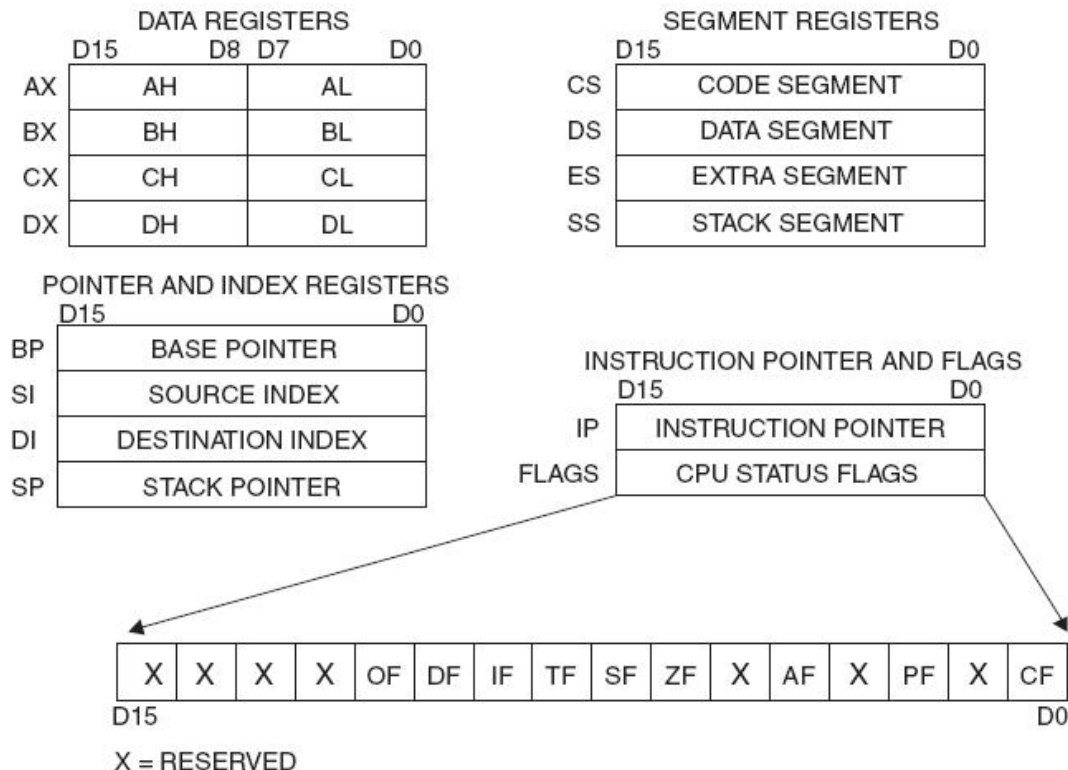 DATA REGISTERS
D15 D8 D7 D0
AX AH AL
BX BH BL
CX CH CL
DX DH DL
SEGMENT REGISTERS
D15 D0
CS CODE SEGMENT
DS DATA SEGMENT
ES EXTRA SEGMENT
SS STACK SEGMENT
POINTER AND INDEX REGISTERS
D15 D0
BP BASE POINTER
SI SOURCE INDEX
DI DESTINATION INDEX
SP STACK POINTER
INSTRUCTION POINTER AND FLAGS
D15 D0
IP INSTRUCTION POINTER
FLAGS CPU STATUS FLAGS
X X X X OF DF IF TF SF ZF X AF X PF X CF
D15 D0
X = RESERVED